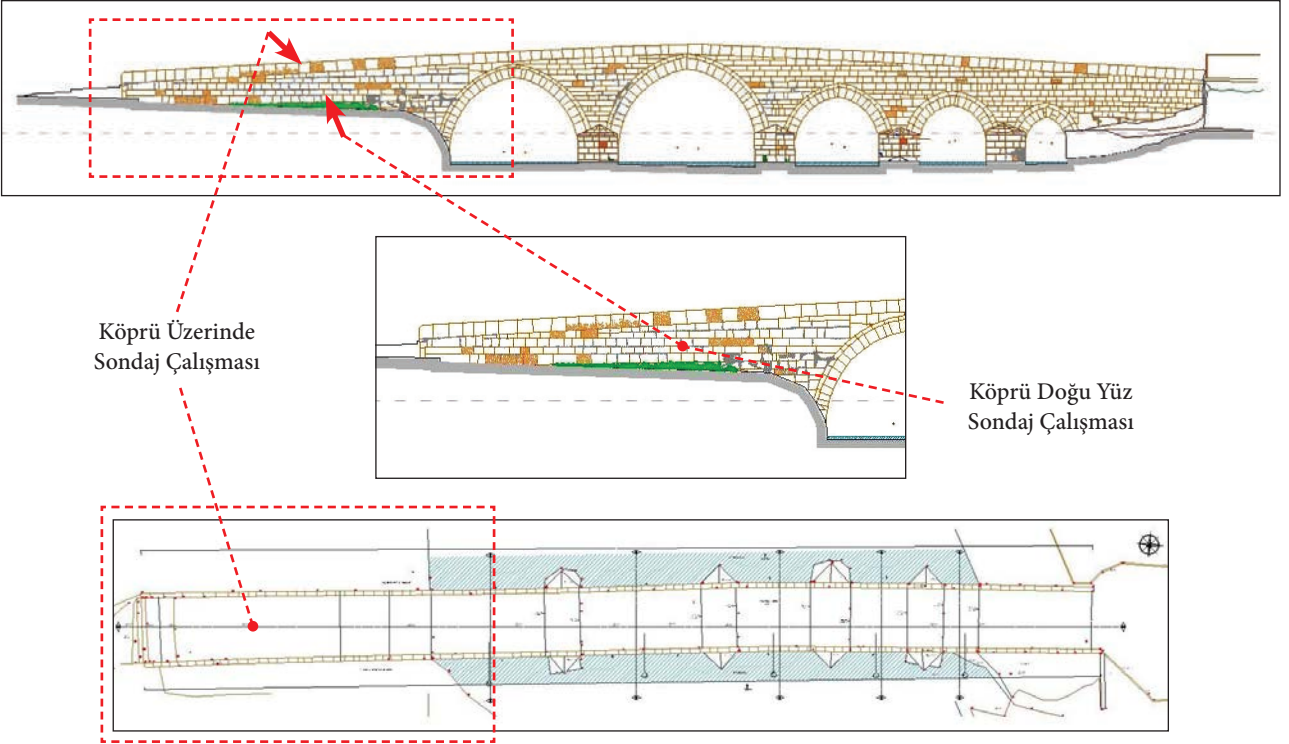 Köprü Üzerinde
Sondaj Çalışması
Köprü Doğu Yüz
Sondaj Çalışması